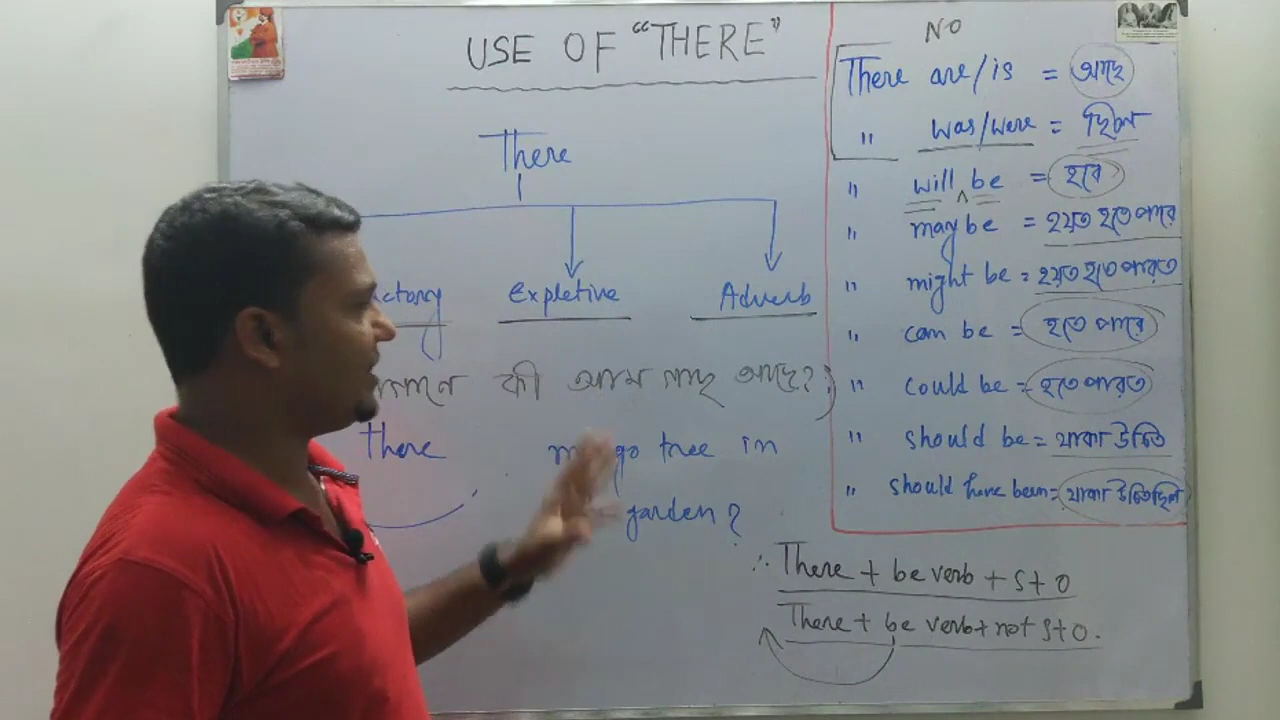 USE OF "THERE"
There
Expletive
Adverb
কী আম গাছ আছে?
there
tree in
garden?
NO
There are/is = আছে
" was/were = ছিল
" will ^ be = হবে
" may be = হয়ত হতে পারে
" might be = হয়ত হতে পারত
" can be = হতে পারে
" could be = হতে পারত
" should be = থাকা উচিত
" should have been = থাকা উচিত ছিল
∴ There + be verb + S + O
There + be verb + not S + O.